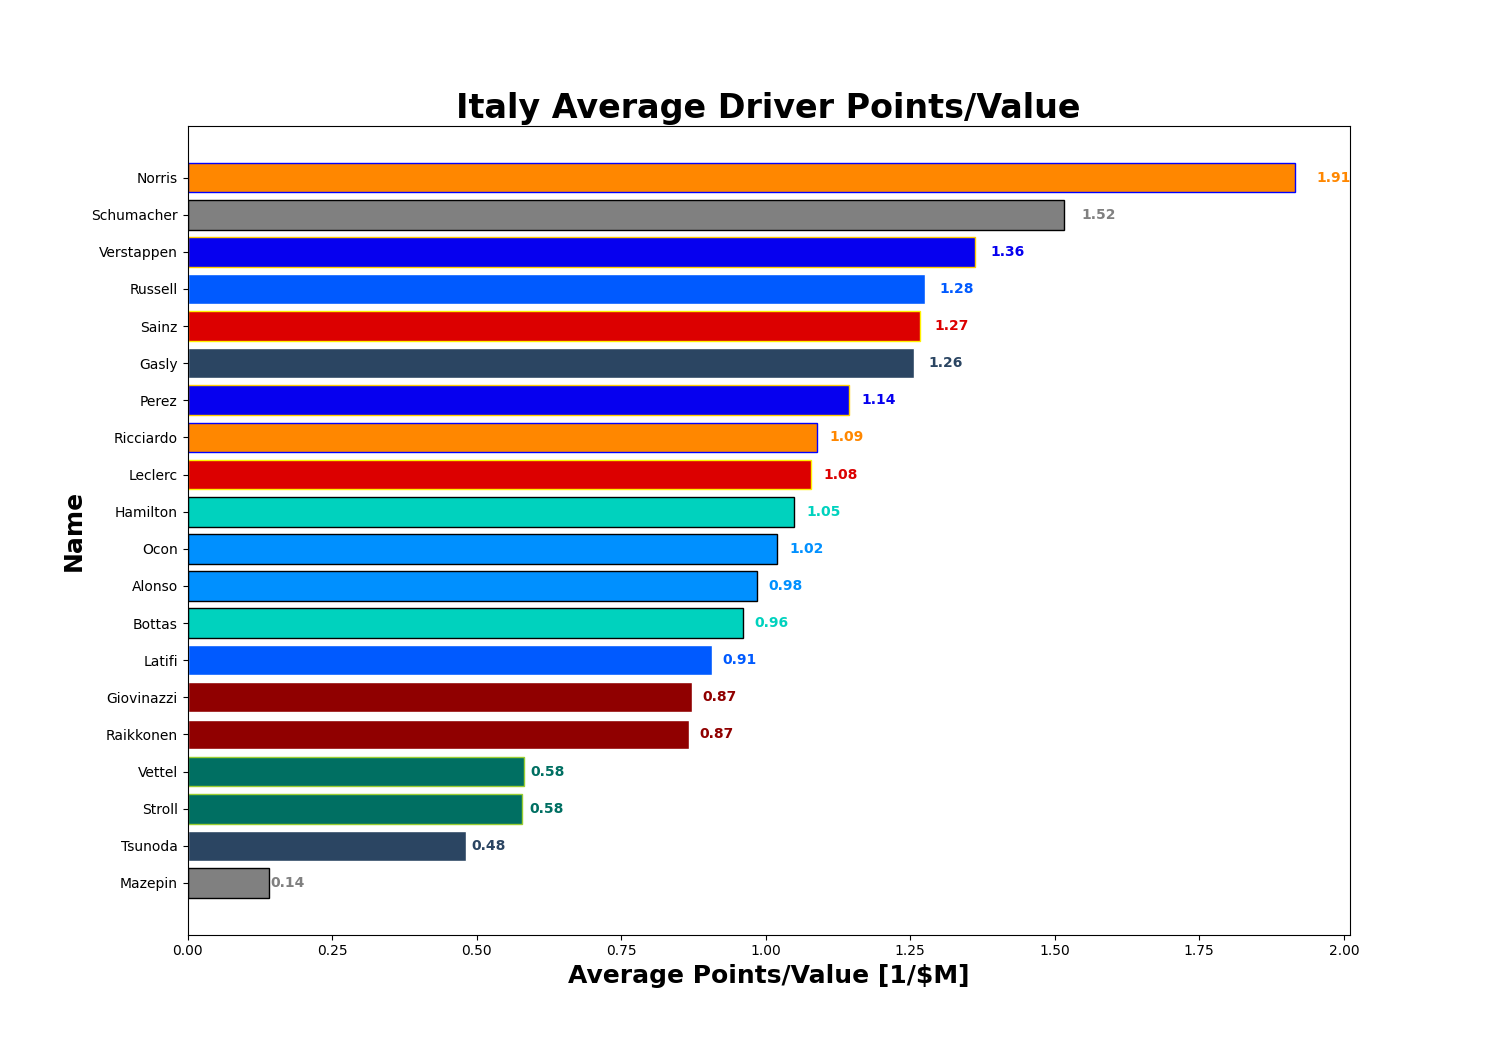 Italy Average Driver Points/Value
Name
Norris 1.91
Schumacher 1.52
Verstappen 1.36
Russell 1.28
Sainz 1.27
Gasly 1.26
Perez 1.14
Ricciardo 1.09
Leclerc 1.08
Hamilton 1.05
Ocon 1.02
Alonso 0.98
Bottas 0.96
Latifi 0.91
Giovinazzi 0.87
Raikkonen 0.87
Vettel 0.58
Stroll 0.58
Tsunoda 0.48
Mazepin 0.14
0.00 0.25 0.50 0.75 1.00 1.25 1.50 1.75 2.00
Average Points/Value [1/$M]